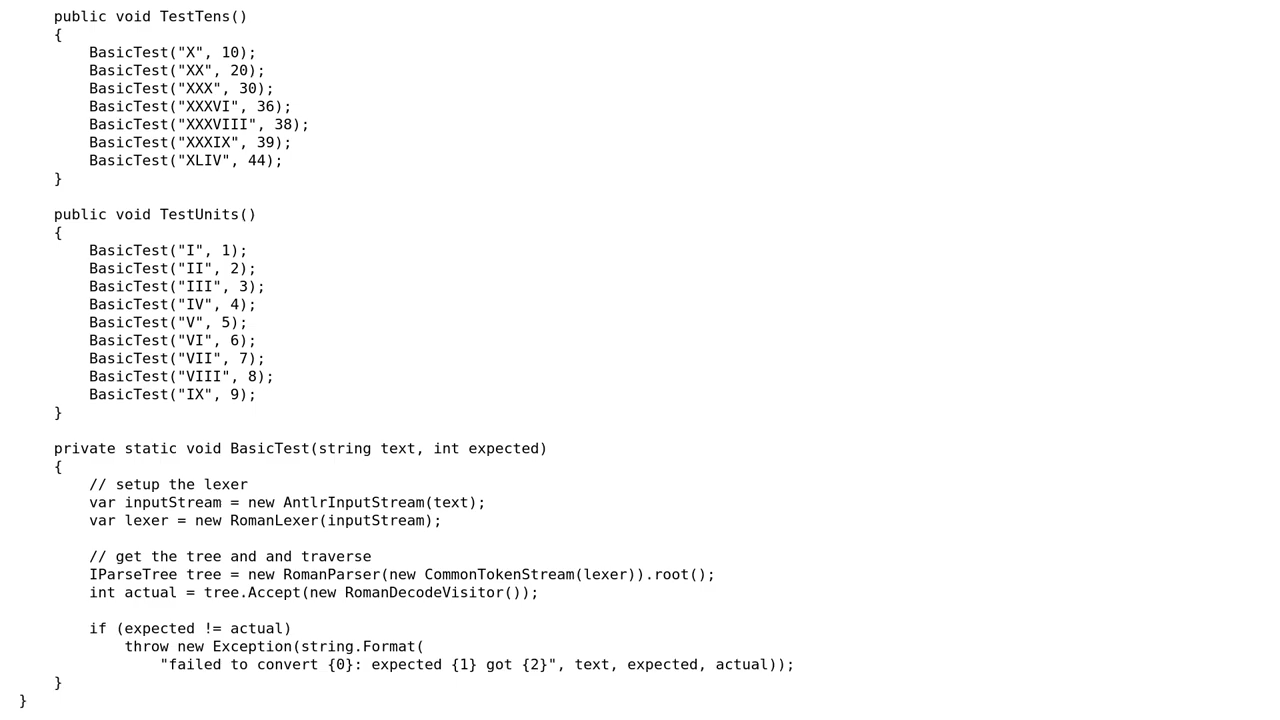 public void TestTens()
{
BasicTest("X", 10);
BasicTest("XX", 20);
BasicTest("XXX", 30);
BasicTest("XXXVI", 36);
BasicTest("XXXVIII", 38);
BasicTest("XXXIX", 39);
BasicTest("XLIV", 44);
}
public void TestUnits()
{
BasicTest("I", 1);
BasicTest("II", 2);
BasicTest("III", 3);
BasicTest("IV", 4);
BasicTest("V", 5);
BasicTest("VI", 6);
BasicTest("VII", 7);
BasicTest("VIII", 8);
BasicTest("IX", 9);
}
private static void BasicTest(string text, int expected)
{
// setup the lexer
var inputStream = new AntlrInputStream(text);
var lexer = new RomanLexer(inputStream);
// get the tree and and traverse
IParseTree tree = new RomanParser(new CommonTokenStream(lexer)).root();
int actual = tree.Accept(new RomanDecodeVisitor());
if (expected != actual)
throw new Exception(string.Format(
"failed to convert {0}: expected {1} got {2}", text, expected, actual));
}
}